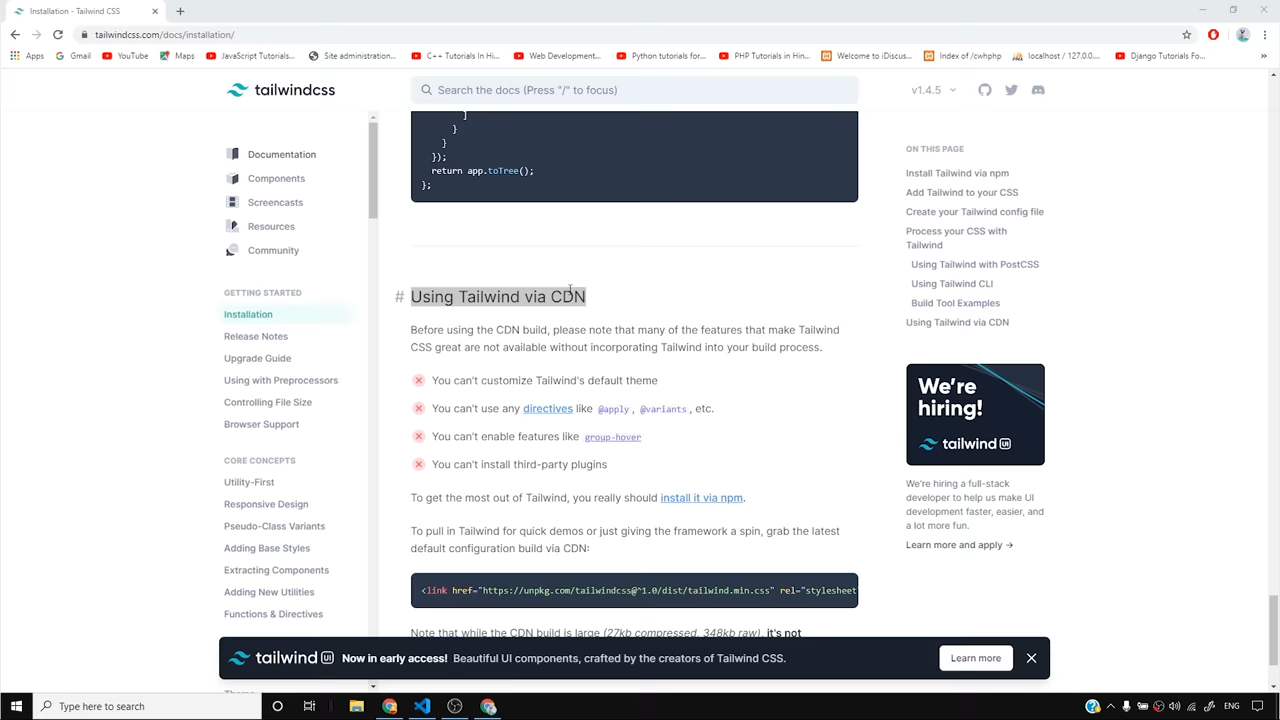 Installation - Tailwind CSS
tailwindcss.com/docs/installation/
Apps Gmail YouTube Maps JavaScript Tutorials... Site administration... C++ Tutorials In Hi... Web Development... Python tutorials for... PHP Tutorials in Hin... Welcome to iDiscus... Index of /cwhphp localhost / 127.0.0.... Django Tutorials Fo... »
tailwindcss
Search the docs (Press "/" to focus)
v1.4.5
Documentation
Components
Screencasts
Resources
Community
GETTING STARTED
Installation
Release Notes
Upgrade Guide
Using with Preprocessors
Controlling File Size
Browser Support
CORE CONCEPTS
Utility-First
Responsive Design
Pseudo-Class Variants
Adding Base Styles
Extracting Components
Adding New Utilities
Functions & Directives
]
}
}
});
return app.toTree();
};
# Using Tailwind via CDN
Before using the CDN build, please note that many of the features that make Tailwind
CSS great are not available without incorporating Tailwind into your build process.
You can't customize Tailwind's default theme
You can't use any directives like @apply, @variants, etc.
You can't enable features like group-hover
You can't install third-party plugins
To get the most out of Tailwind, you really should install it via npm.
To pull in Tailwind for quick demos or just giving the framework a spin, grab the latest
default configuration build via CDN:
<link href="https://unpkg.com/tailwindcss@^1.0/dist/tailwind.min.css" rel="stylesheet
Note that while the CDN build is large (27kb compressed, 348kb raw), it's not
ON THIS PAGE
Install Tailwind via npm
Add Tailwind to your CSS
Create your Tailwind config file
Process your CSS with
Tailwind
Using Tailwind with PostCSS
Using Tailwind CLI
Build Tool Examples
Using Tailwind via CDN
We're
hiring!
tailwind UI
We're hiring a full-stack
developer to help us make UI
development faster, easier, and
a lot more fun.
Learn more and apply →
tailwind UI Now in early access! Beautiful UI components, crafted by the creators of Tailwind CSS. Learn more
Type here to search
ENG